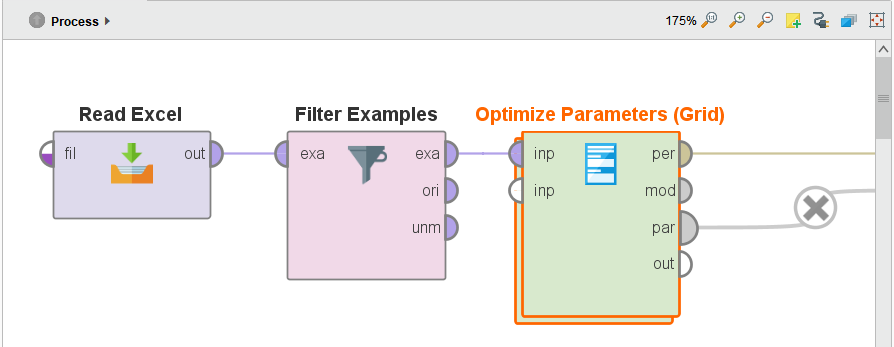 Process
175%
Read Excel
Filter Examples
Optimize Parameters (Grid)
fil out
exa exa
ori
unm
inp per
inp mod
par
out